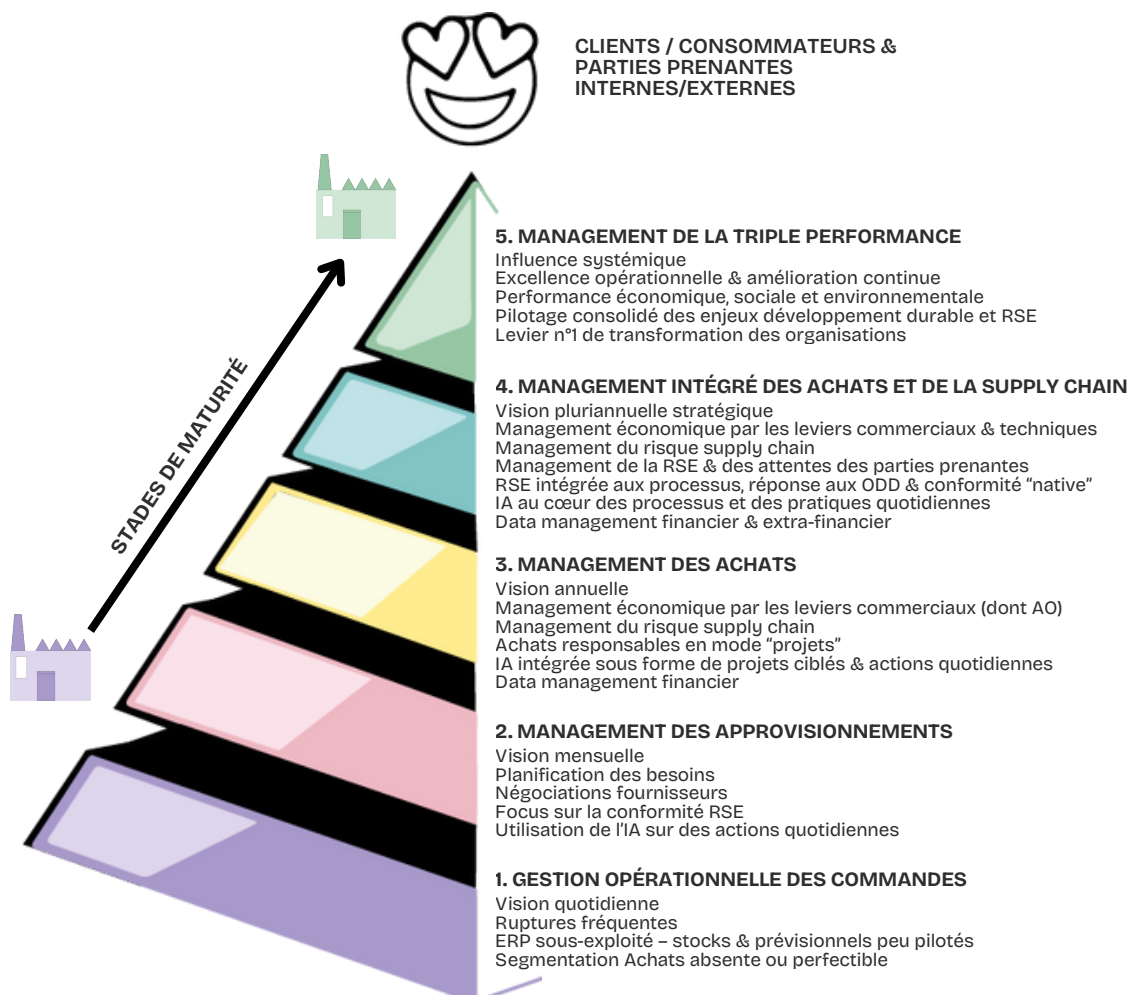 CLIENTS / CONSOMMATEURS &
PARTIES PRENANTES
INTERNES/EXTERNES
STADES DE MATURITÉ
5. MANAGEMENT DE LA TRIPLE PERFORMANCE
Influence systémique
Excellence opérationnelle & amélioration continue
Performance économique, sociale et environnementale
Pilotage consolidé des enjeux développement durable et RSE
Levier n°1 de transformation des organisations
4. MANAGEMENT INTÉGRÉ DES ACHATS ET DE LA SUPPLY CHAIN
Vision pluriannuelle stratégique
Management économique par les leviers commerciaux & techniques
Management du risque supply chain
Management de la RSE & des attentes des parties prenantes
RSE intégrée aux processus, réponse aux ODD & conformité “native”
IA au cœur des processus et des pratiques quotidiennes
Data management financier & extra-financier
3. MANAGEMENT DES ACHATS
Vision annuelle
Management économique par les leviers commerciaux (dont AO)
Management du risque supply chain
Achats responsables en mode “projets”
IA intégrée sous forme de projets ciblés & actions quotidiennes
Data management financier
2. MANAGEMENT DES APPROVISIONNEMENTS
Vision mensuelle
Planification des besoins
Négociations fournisseurs
Focus sur la conformité RSE
Utilisation de l’IA sur des actions quotidiennes
1. GESTION OPÉRATIONNELLE DES COMMANDES
Vision quotidienne
Ruptures fréquentes
ERP sous-exploité – stocks & prévisionnels peu pilotés
Segmentation Achats absente ou perfectible